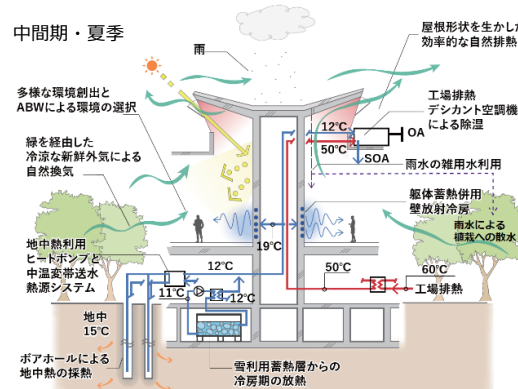 中間期・夏季
雨
屋根形状を生かした
効率的な自然排熱
多様な環境創出と
ABWによる環境の選択
工場排熱
デシカント空調機
による除湿
12℃
OA
50℃
SOA
緑を経由した
冷涼な新鮮外気による
自然換気
雨水の雑用水利用
躯体蓄熱併用
壁放射冷房
雨水による
植栽への散水
19℃
地中熱利用
ヒートポンプと
中温変帯送水
熱源システム
12℃
11℃
12℃
50℃
60℃
工場排熱
地中
15℃
ボアホールによる
地中熱の採熱
雪利用蓄熱層からの
冷房期の放熱